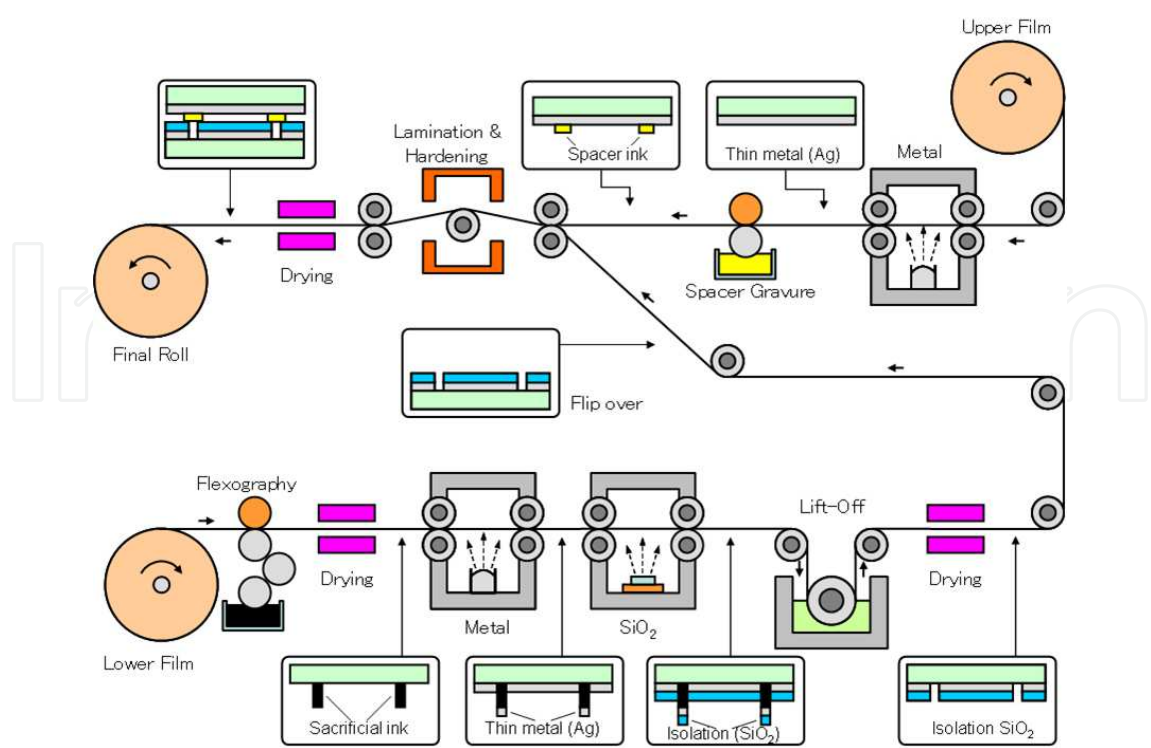 Upper Film
Lamination &
Hardening
Spacer ink
Thin metal (Ag)
Metal
Drying
Spacer Gravure
Final Roll
Flip over
Flexography
Lift-Off
Drying
Drying
Metal
SiO₂
Lower Film
Sacrificial ink
Thin metal (Ag)
Isolation (SiO₂)
Isolation SiO₂